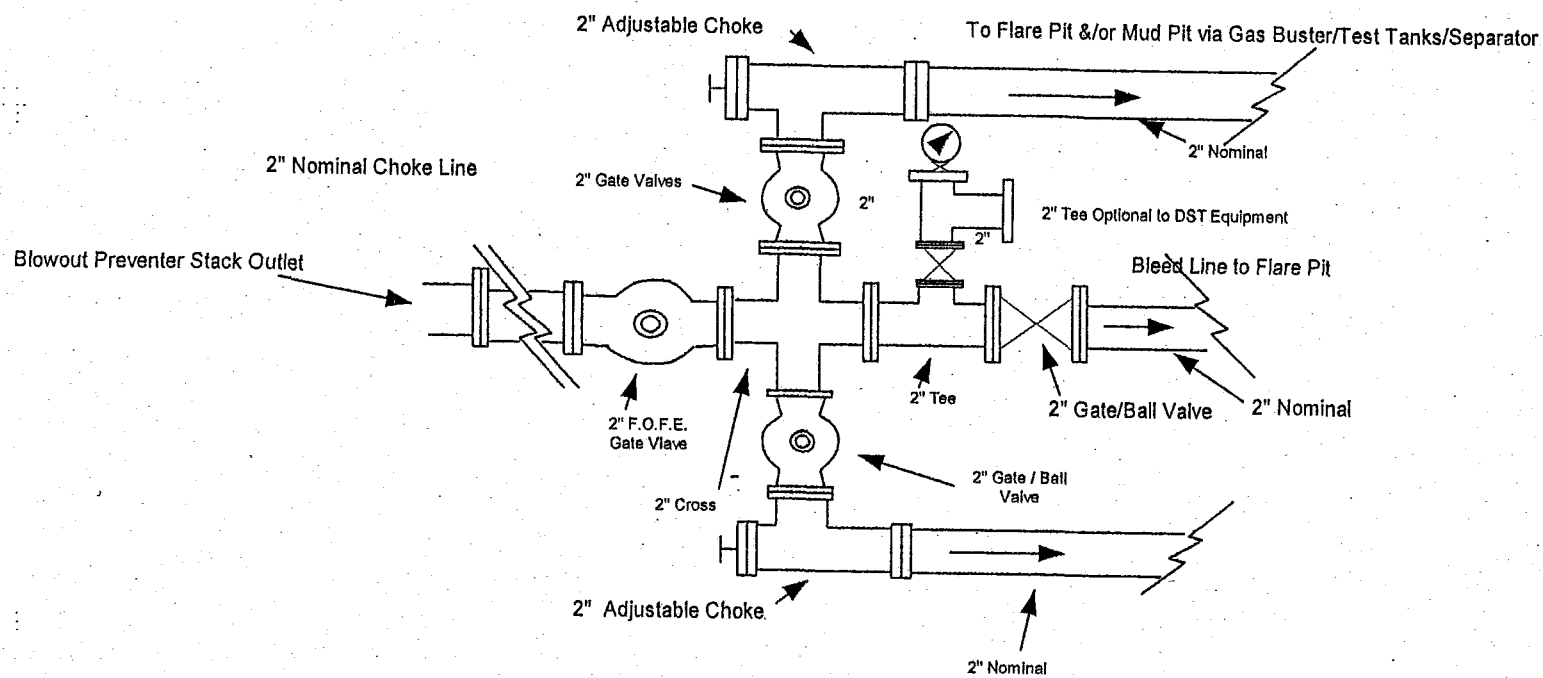 2" Adjustable Choke
To Flare Pit &/or Mud Pit via Gas Buster/Test Tanks/Separator
2" Nominal
2" Nominal Choke Line
2" Gate Valves
2"
2" Tee Optional to DST Equipment
2"
Blowout Preventer Stack Outlet
Bleed Line to Flare Pit
2" F.O.F.E.
Gate Vlave
2" Tee
2" Gate/Ball Valve
2" Nominal
2" Cross
2" Gate / Ball
Valve
2" Adjustable Choke
2" Nominal